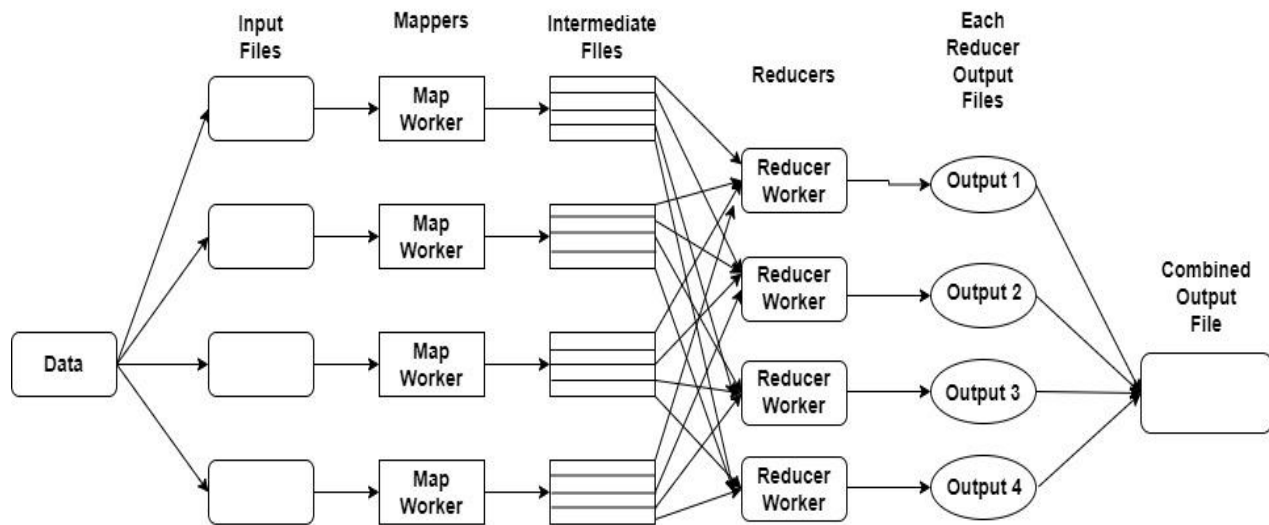 Input
Files
Mappers
Intermediate
FIles
Reducers
Each
Reducer
Output
Files
Map
Worker
Reducer
Worker
Output 1
Map
Worker
Reducer
Worker
Output 2
Combined
Output
File
Data
Map
Worker
Reducer
Worker
Output 3
Map
Worker
Reducer
Worker
Output 4